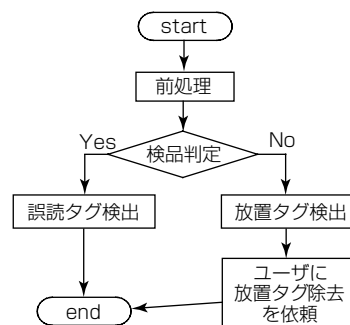 start
前処理
Yes
検品判定
No
誤読タグ検出
放置タグ検出
ユーザに
放置タグ除去
を依頼
end